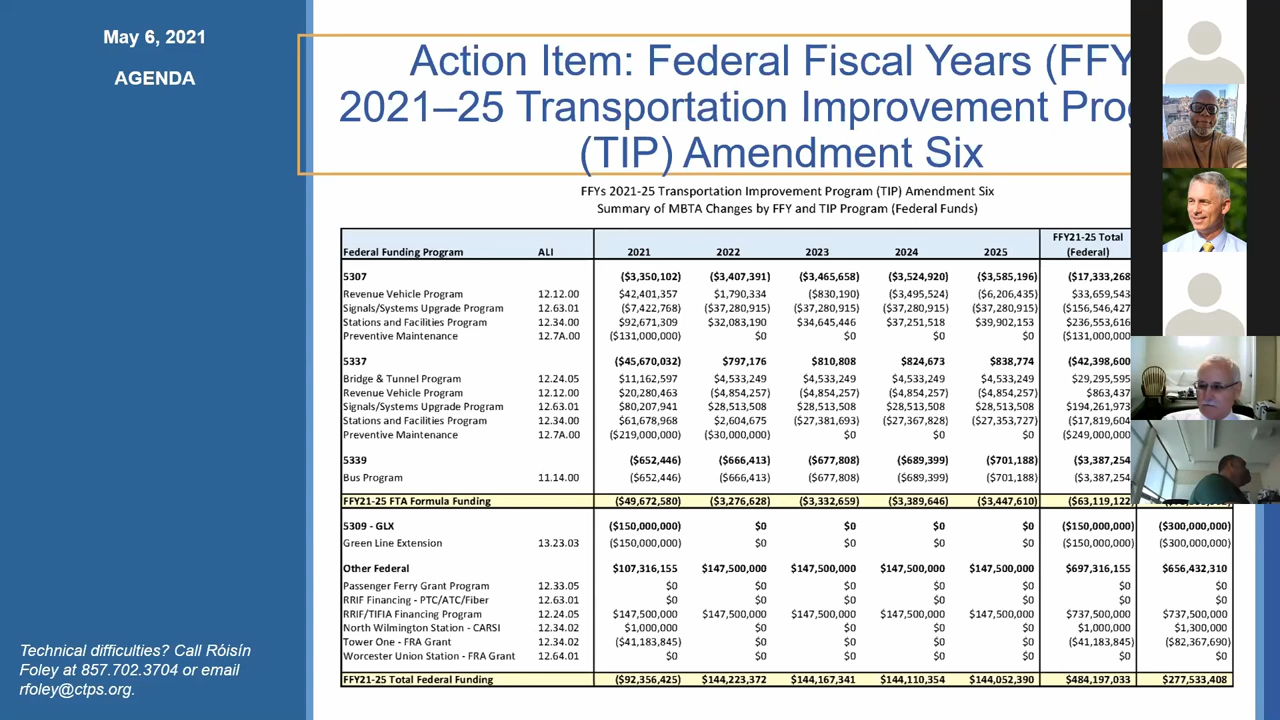 May 6, 2021
AGENDA
Action Item: Federal Fiscal Years (FFY
2021–25 Transportation Improvement Prog
(TIP) Amendment Six
FFYs 2021-25 Transportation Improvement Program (TIP) Amendment Six
Summary of MBTA Changes by FFY and TIP Program (Federal Funds)
Federal Funding Program ALI 2021 2022 2023 2024 2025 FFY21-25 Total (Federal)
5307 ($3,350,102) ($3,407,391) ($3,465,658) ($3,524,920) ($3,585,196) ($17,333,268
Revenue Vehicle Program 12.12.00 $42,401,357 $1,790,334 ($830,190) ($3,495,524) ($6,206,435) $33,659,543
Signals/Systems Upgrade Program 12.63.01 ($7,422,768) ($37,280,915) ($37,280,915) ($37,280,915) ($37,280,915) ($156,546,427
Stations and Facilities Program 12.34.00 $92,671,309 $32,083,190 $34,645,446 $37,251,518 $39,902,153 $236,553,616
Preventive Maintenance 12.7A.00 ($131,000,000) $0 $0 $0 $0 ($131,000,000
5337 ($45,670,032) $797,176 $810,808 $824,673 $838,774 ($42,398,600
Bridge & Tunnel Program 12.24.05 $11,162,597 $4,533,249 $4,533,249 $4,533,249 $4,533,249 $29,295,595
Revenue Vehicle Program 12.12.00 $20,280,463 ($4,854,257) ($4,854,257) ($4,854,257) ($4,854,257) $863,437
Signals/Systems Upgrade Program 12.63.01 $80,207,941 $28,513,508 $28,513,508 $28,513,508 $28,513,508 $194,261,973
Stations and Facilities Program 12.34.00 $61,678,968 $2,604,675 ($27,381,693) ($27,367,828) ($27,353,727) ($17,819,604
Preventive Maintenance 12.7A.00 ($219,000,000) ($30,000,000) $0 $0 $0 ($249,000,000
5339 ($652,446) ($666,413) ($677,808) ($689,399) ($701,188) ($3,387,254
Bus Program 11.14.00 ($652,446) ($666,413) ($677,808) ($689,399) ($701,188) ($3,387,254
FFY21-25 FTA Formula Funding ($49,672,580) ($3,276,628) ($3,332,659) ($3,389,646) ($3,447,610) ($63,119,122
5309 - GLX ($150,000,000) $0 $0 $0 $0 ($150,000,000) ($300,000,000)
Green Line Extension 13.23.03 ($150,000,000) $0 $0 $0 $0 ($150,000,000) ($300,000,000)
Other Federal $107,316,155 $147,500,000 $147,500,000 $147,500,000 $147,500,000 $697,316,155 $656,432,310
Passenger Ferry Grant Program 12.33.05 $0 $0 $0 $0 $0 $0 $0
RRIF Financing - PTC/ATC/Fiber 12.63.01 $0 $0 $0 $0 $0 $0 $0
RRIF/TIFIA Financing Program 12.24.05 $147,500,000 $147,500,000 $147,500,000 $147,500,000 $147,500,000 $737,500,000 $737,500,000
North Wilmington Station - CARSI 12.34.02 $1,000,000 $0 $0 $0 $0 $1,000,000 $1,300,000
Tower One - FRA Grant 12.34.02 ($41,183,845) $0 $0 $0 $0 ($41,183,845) ($82,367,690)
Worcester Union Station - FRA Grant 12.64.01 $0 $0 $0 $0 $0 $0 $0
FFY21-25 Total Federal Funding ($92,356,425) $144,223,372 $144,167,341 $144,110,354 $144,052,390 $484,197,033 $277,533,408
Technical difficulties? Call Róisín
Foley at 857.702.3704 or email
rfoley@ctps.org.